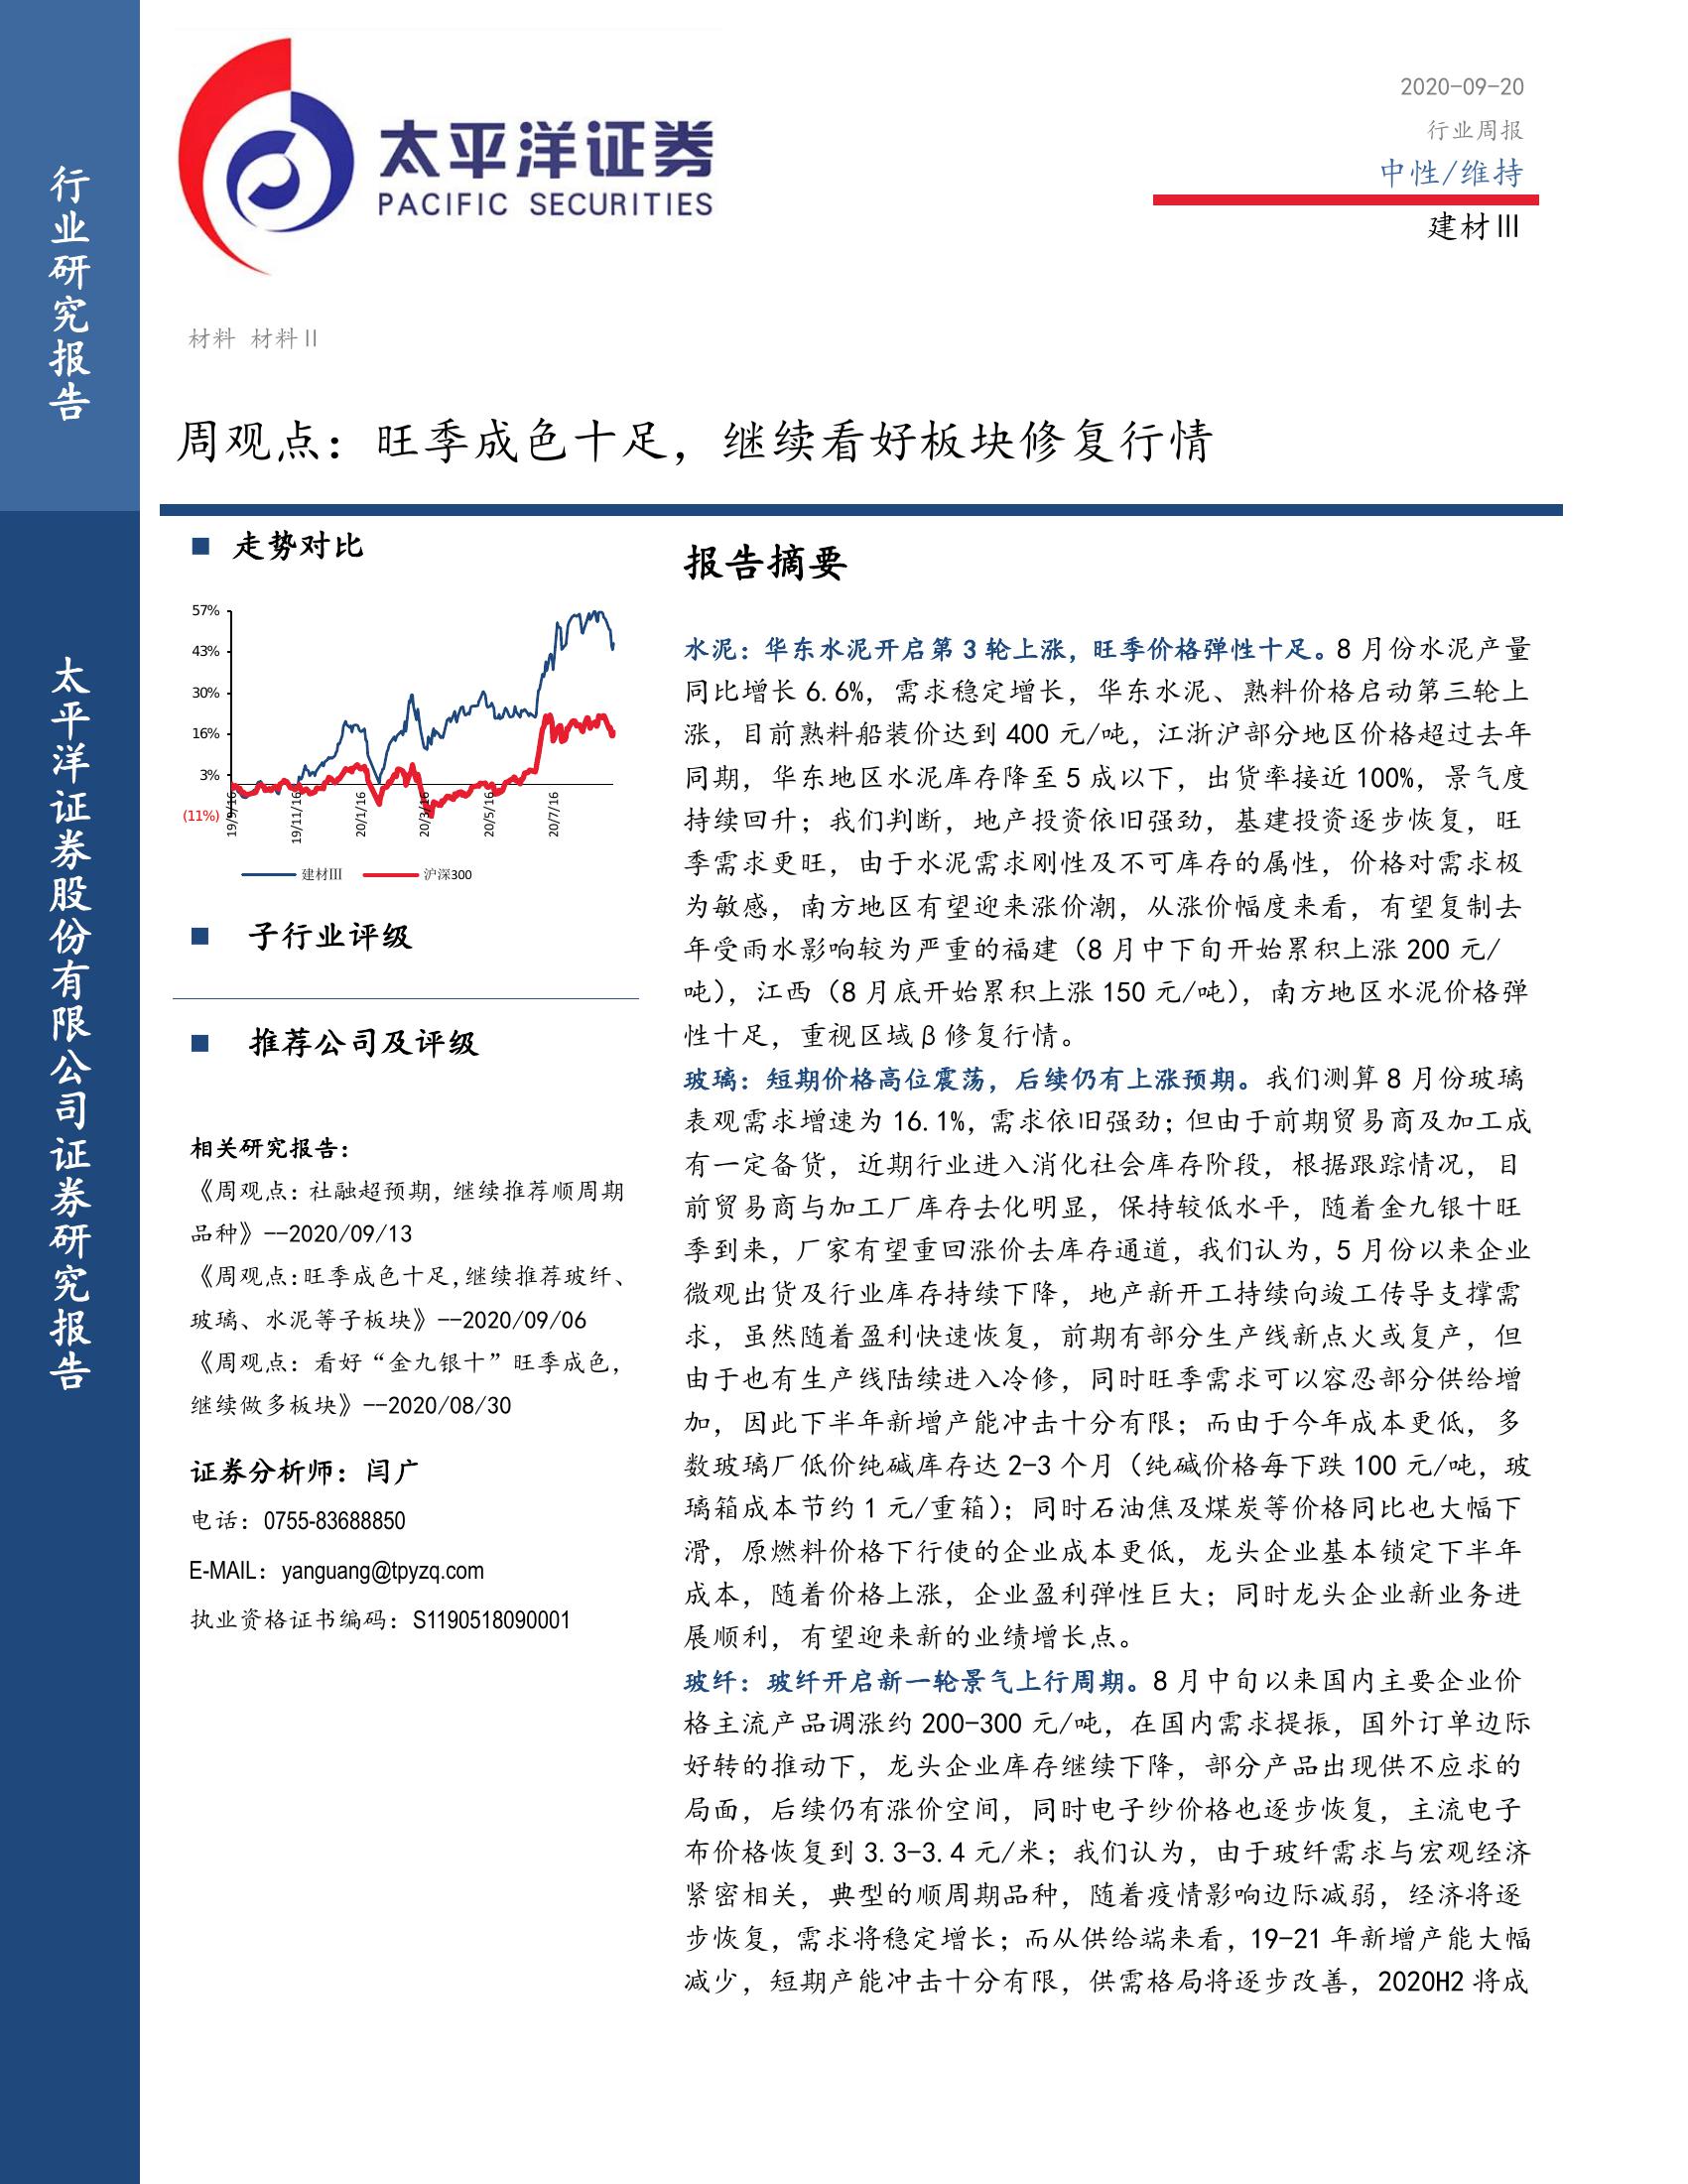 行业研究报告
太平洋证券股份有限公司证券研究报告
太平洋证券
PACIFIC SECURITIES
2020-09-20
行业周报
中性/维持
建材Ⅲ
材料 材料Ⅱ
周观点：旺季成色十足，继续看好板块修复行情
■ 走势对比
57%
43%
30%
16%
3%
(11%)
19/9/16
19/11/16
20/1/16
20/3/16
20/5/16
20/7/16
建材Ⅲ 沪深300
■ 子行业评级
■ 推荐公司及评级
相关研究报告：
《周观点：社融超预期，继续推荐顺周期
品种》--2020/09/13
《周观点:旺季成色十足,继续推荐玻纤、
玻璃、水泥等子板块》--2020/09/06
《周观点：看好“金九银十”旺季成色，
继续做多板块》--2020/08/30
证券分析师：闫广
电话：0755-83688850
E-MAIL：yanguang@tpyzq.com
执业资格证书编码：S1190518090001
报告摘要
水泥：华东水泥开启第 3 轮上涨，旺季价格弹性十足。8 月份水泥产量
同比增长 6.6%，需求稳定增长，华东水泥、熟料价格启动第三轮上
涨，目前熟料船装价达到 400 元/吨，江浙沪部分地区价格超过去年
同期，华东地区水泥库存降至 5 成以下，出货率接近 100%，景气度
持续回升；我们判断，地产投资依旧强劲，基建投资逐步恢复，旺
季需求更旺，由于水泥需求刚性及不可库存的属性，价格对需求极
为敏感，南方地区有望迎来涨价潮，从涨价幅度来看，有望复制去
年受雨水影响较为严重的福建（8 月中下旬开始累积上涨 200 元/
吨），江西（8 月底开始累积上涨 150 元/吨），南方地区水泥价格弹
性十足，重视区域β修复行情。
玻璃：短期价格高位震荡，后续仍有上涨预期。我们测算 8 月份玻璃
表观需求增速为 16.1%，需求依旧强劲；但由于前期贸易商及加工成
有一定备货，近期行业进入消化社会库存阶段，根据跟踪情况，目
前贸易商与加工厂库存去化明显，保持较低水平，随着金九银十旺
季到来，厂家有望重回涨价去库存通道，我们认为，5 月份以来企业
微观出货及行业库存持续下降，地产新开工持续向竣工传导支撑需
求，虽然随着盈利快速恢复，前期有部分生产线新点火或复产，但
由于也有生产线陆续进入冷修，同时旺季需求可以容忍部分供给增
加，因此下半年新增产能冲击十分有限；而由于今年成本更低，多
数玻璃厂低价纯碱库存达 2-3 个月（纯碱价格每下跌 100 元/吨，玻
璃箱成本节约 1 元/重箱）；同时石油焦及煤炭等价格同比也大幅下
滑，原燃料价格下行使的企业成本更低，龙头企业基本锁定下半年
成本，随着价格上涨，企业盈利弹性巨大；同时龙头企业新业务进
展顺利，有望迎来新的业绩增长点。
玻纤：玻纤开启新一轮景气上行周期。8 月中旬以来国内主要企业价
格主流产品调涨约 200-300 元/吨，在国内需求提振，国外订单边际
好转的推动下，龙头企业库存继续下降，部分产品出现供不应求的
局面，后续仍有涨价空间，同时电子纱价格也逐步恢复，主流电子
布价格恢复到 3.3-3.4 元/米；我们认为，由于玻纤需求与宏观经济
紧密相关，典型的顺周期品种，随着疫情影响边际减弱，经济将逐
步恢复，需求将稳定增长；而从供给端来看，19-21 年新增产能大幅
减少，短期产能冲击十分有限，供需格局将逐步改善，2020H2 将成